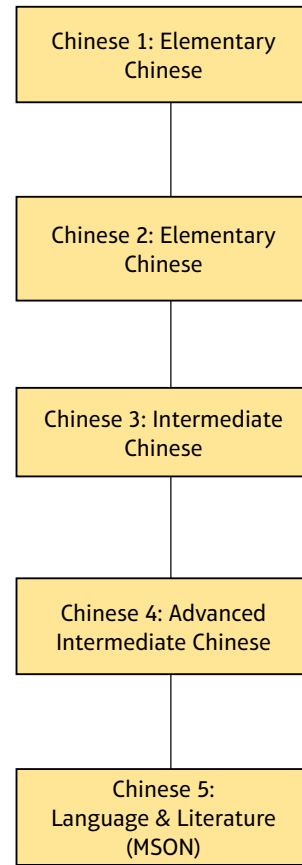 Chinese 1: Elementary
Chinese
Chinese 2: Elementary
Chinese
Chinese 3: Intermediate
Chinese
Chinese 4: Advanced
Intermediate Chinese
Chinese 5:
Language & Literature
(MSON)